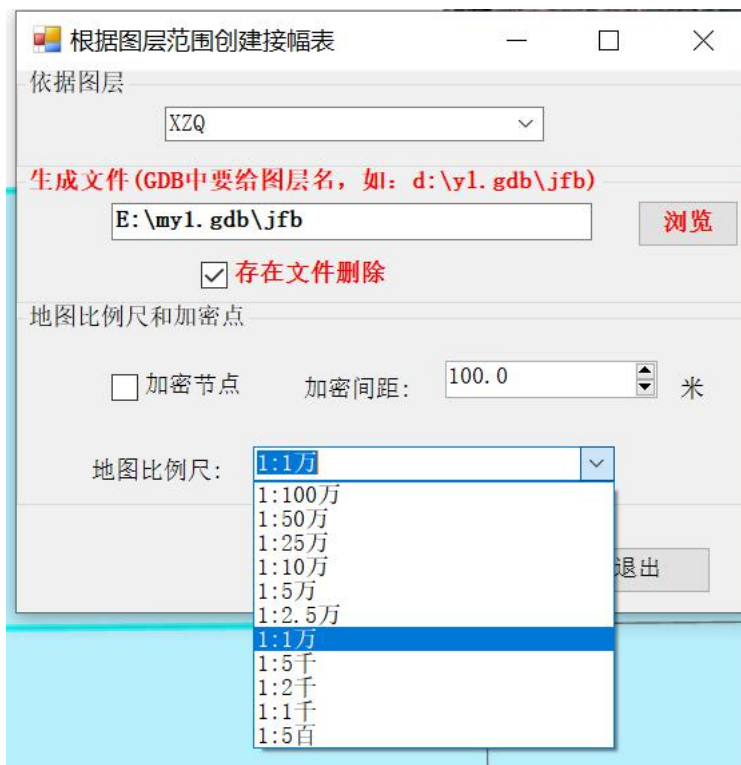 根据图层范围创建接幅表
依据图层
XZQ
生成文件(GDB中要给图层名, 如: d:\yl.gdb\jfb)
E:\my1.gdb\jfb
浏览
存在文件删除
地图比例尺和加密点
加密节点
加密间距:
100.0
米
地图比例尺:
1:1万
1:100万
1:50万
1:25万
1:10万
1:5万
1:2.5万
1:1万
1:5千
1:2千
1:1千
1:5百
退出